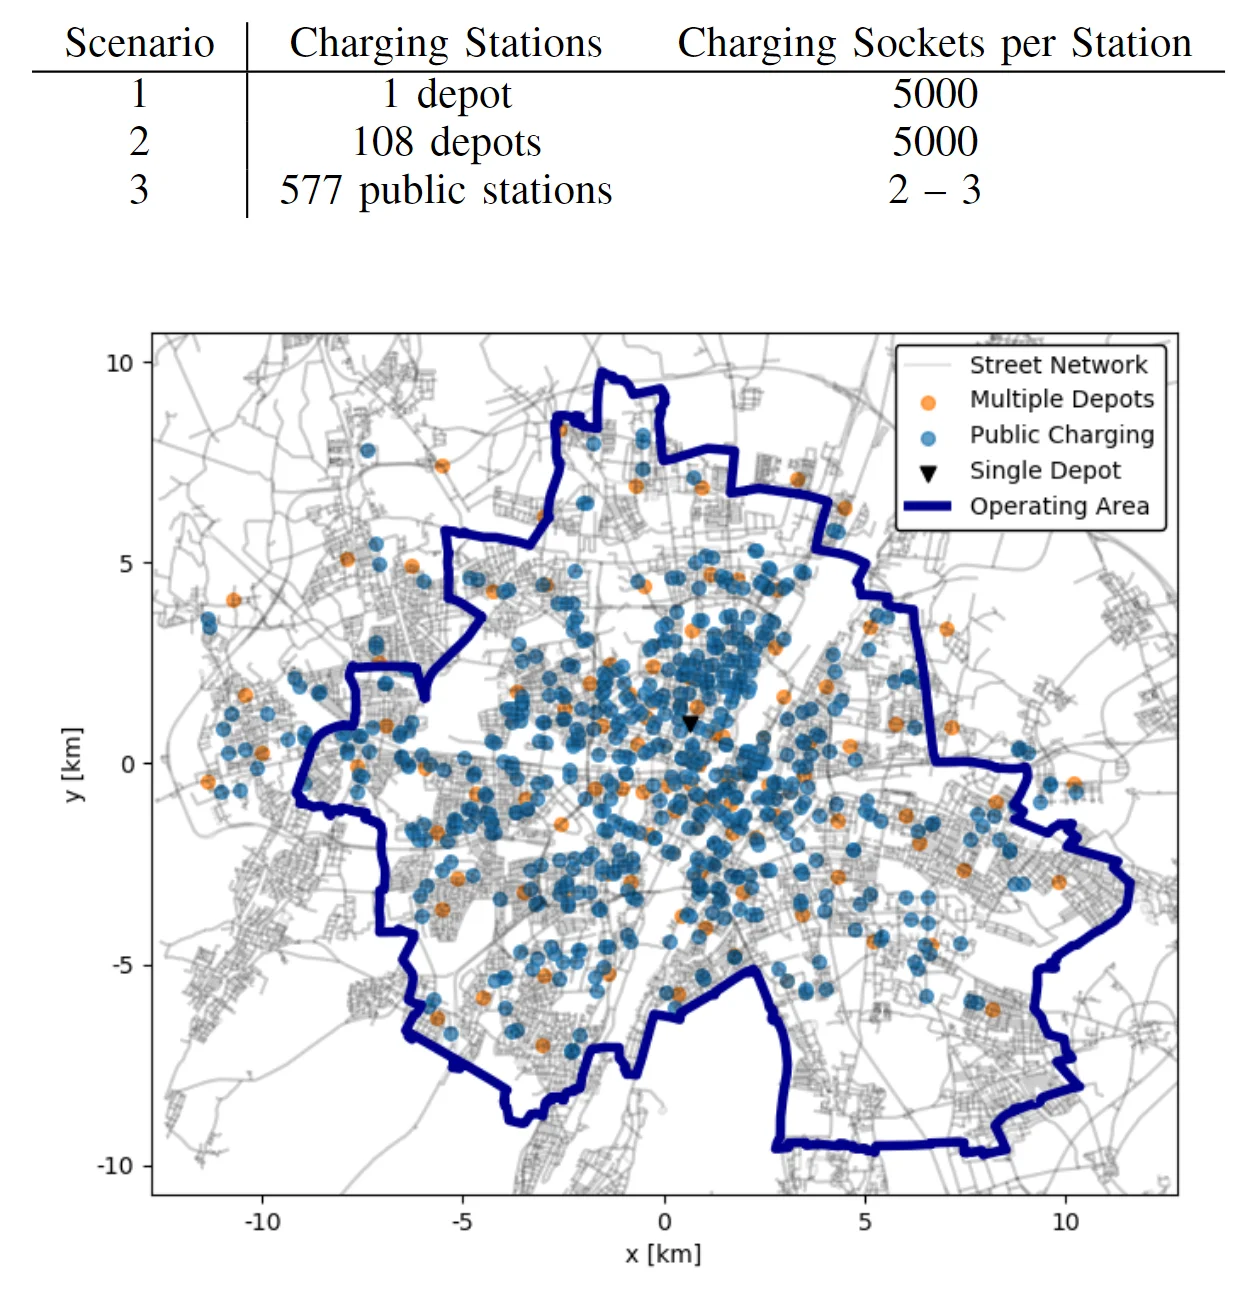 Scenario Charging Stations Charging Sockets per Station
1 1 depot 5000
2 108 depots 5000
3 577 public stations 2 – 3
Street Network
Multiple Depots
Public Charging
Single Depot
Operating Area
10
5
0
-5
-10
y [km]
-10 -5 0 5 10
x [km]